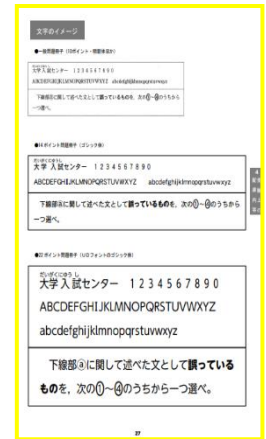 文字のイメージ
●一般問題冊子（10ポイント・明朝体ほか）
大学入試センター　1234567890
ABCDEFGHIJKLMNOPQRSTUVWXYZ　abcdefghijklmnopqrstuvwxyz
下線部ⓐに関して述べた文として誤っているものを，次の①～④のうちから
一つ選べ。
●14ポイント問題冊子（ゴシック体）
だいがくにゅうし
大学入試センター　1234567890
ABCDEFGHIJKLMNOPQRSTUVWXYZ　abcdefghijklmnopqrstuvwxyz
下線部ⓐに関して述べた文として誤っているものを，次の①～④のうちから
一つ選べ。
●22ポイント問題冊子（UDフォントのゴシック体）
だいがくにゅうし
大学入試センター　1234567890
ABCDEFGHIJKLMNOPQRSTUVWXYZ
abcdefghijklmnopqrstuvwxyz
下線部ⓐに関して述べた文として誤っている
ものを，次の①～④のうちから一つ選べ。
4
37